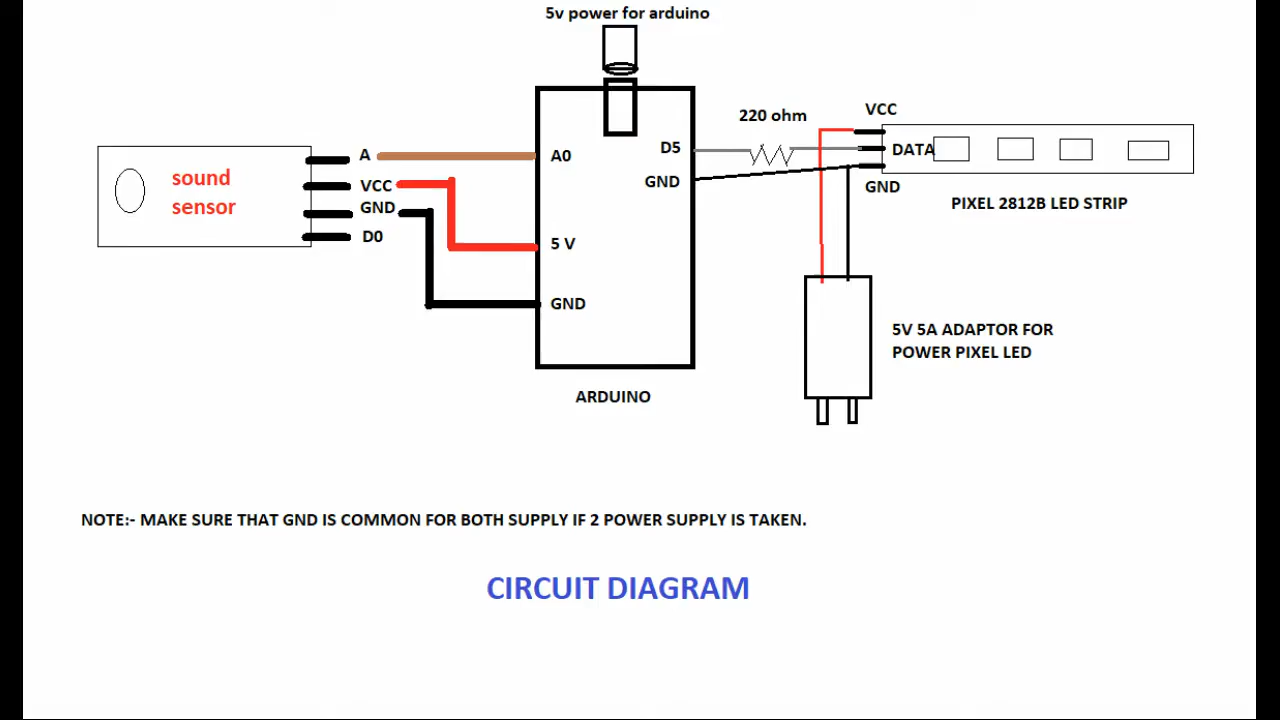 5v power for arduino
220 ohm
VCC
A
A0
D5
DATA
sound
sensor
VCC
GND
GND
GND
D0
PIXEL 2812B LED STRIP
5 V
GND
5V 5A ADAPTOR FOR
POWER PIXEL LED
ARDUINO
NOTE:- MAKE SURE THAT GND IS COMMON FOR BOTH SUPPLY IF 2 POWER SUPPLY IS TAKEN.
CIRCUIT DIAGRAM